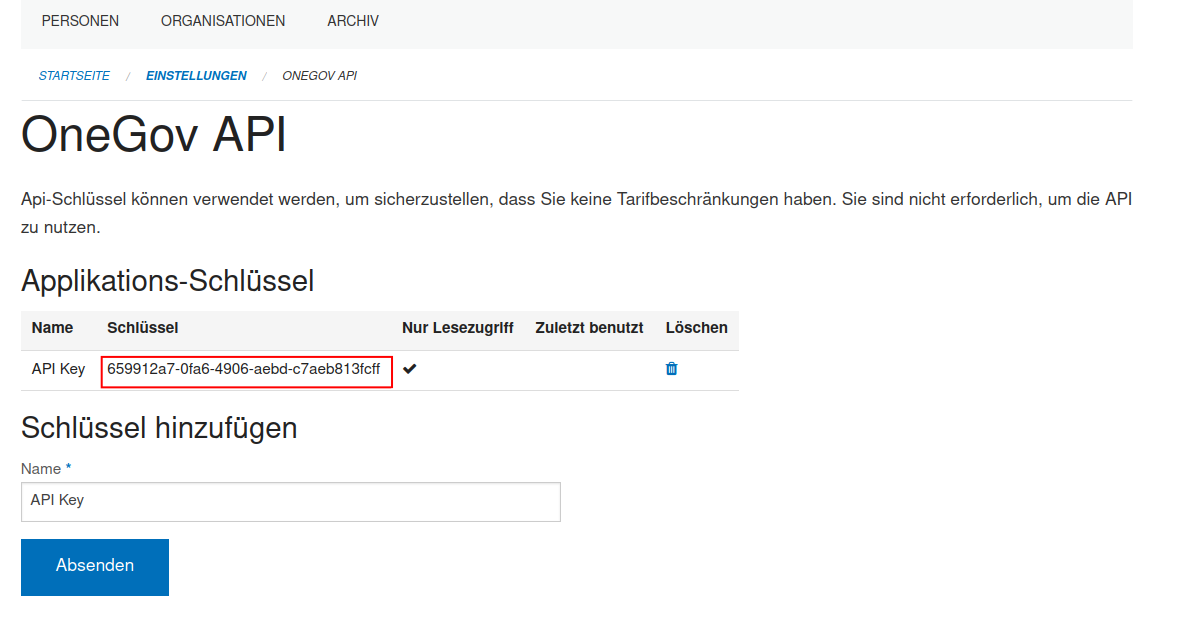 PERSONEN ORGANISATIONEN ARCHIV
STARTSEITE / EINSTELLUNGEN / ONEGOV API
OneGov API
Api-Schlüssel können verwendet werden, um sicherzustellen, dass Sie keine Tarifbeschränkungen haben. Sie sind nicht erforderlich, um die API
zu nutzen.
Applikations-Schlüssel
Name Schlüssel Nur Lesezugriff Zuletzt benutzt Löschen
API Key 659912a7-0fa6-4906-aebd-c7aeb813fcff
Schlüssel hinzufügen
Name *
API Key
Absenden